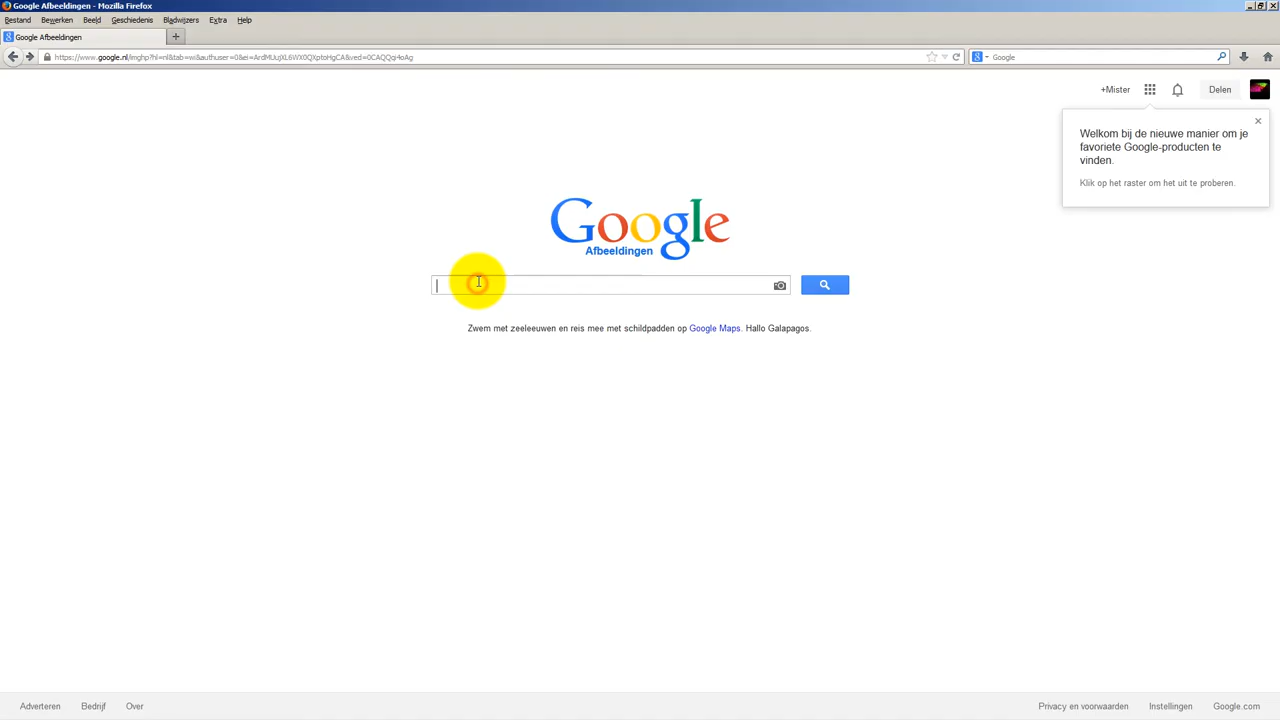 Google Afbeeldingen - Mozilla Firefox
Bestand Bewerken Beeld Geschiedenis Bladwijzers Extra Help
Google Afbeeldingen
Google
+Mister Delen
Welkom bij de nieuwe manier om je
favoriete Google-producten te
vinden.
Klik op het raster om het uit te proberen.
Google
Afbeeldingen
Zwem met zeeleeuwen en reis mee met schildpadden op Google Maps. Hallo Galapagos.
Adverteren Bedrijf Over Privacy en voorwaarden Instellingen Google.com